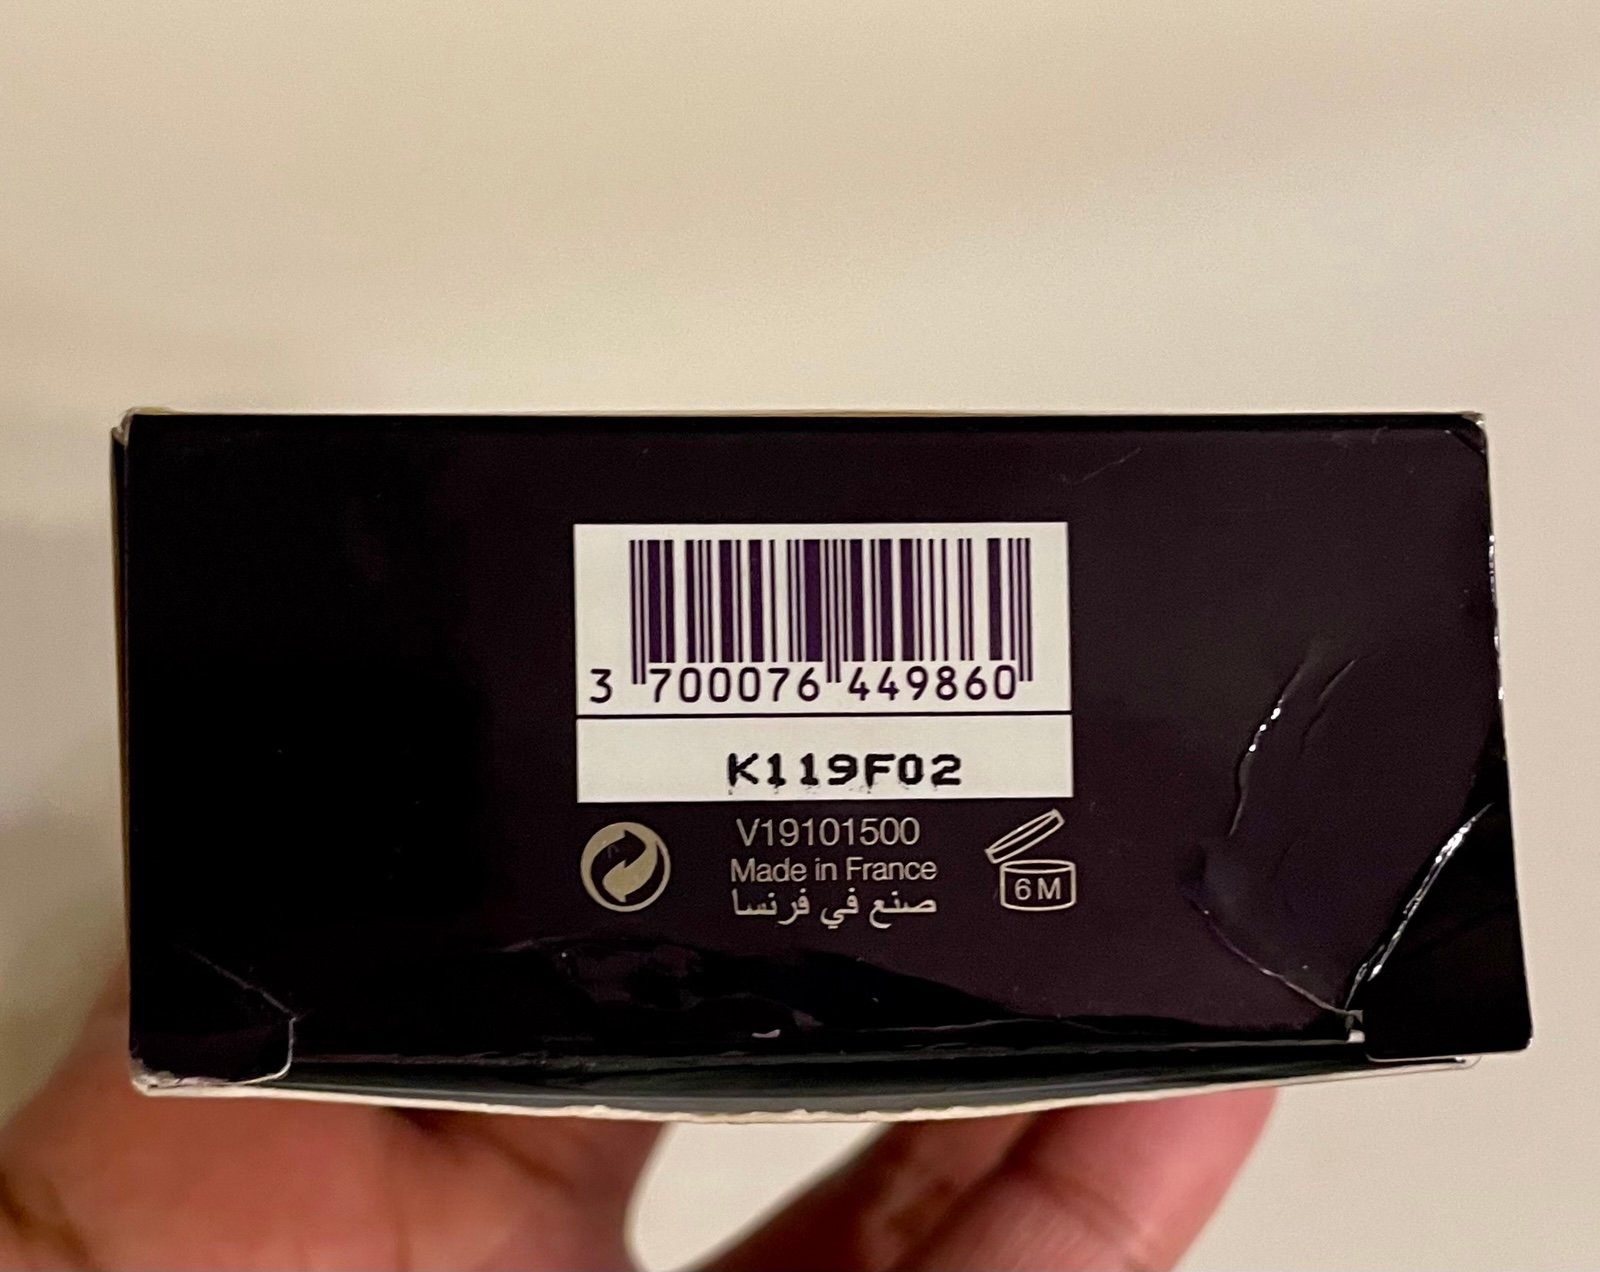 3 700076 449860
K119F02
V19101500
Made in France
صنع في فرنسا
6M